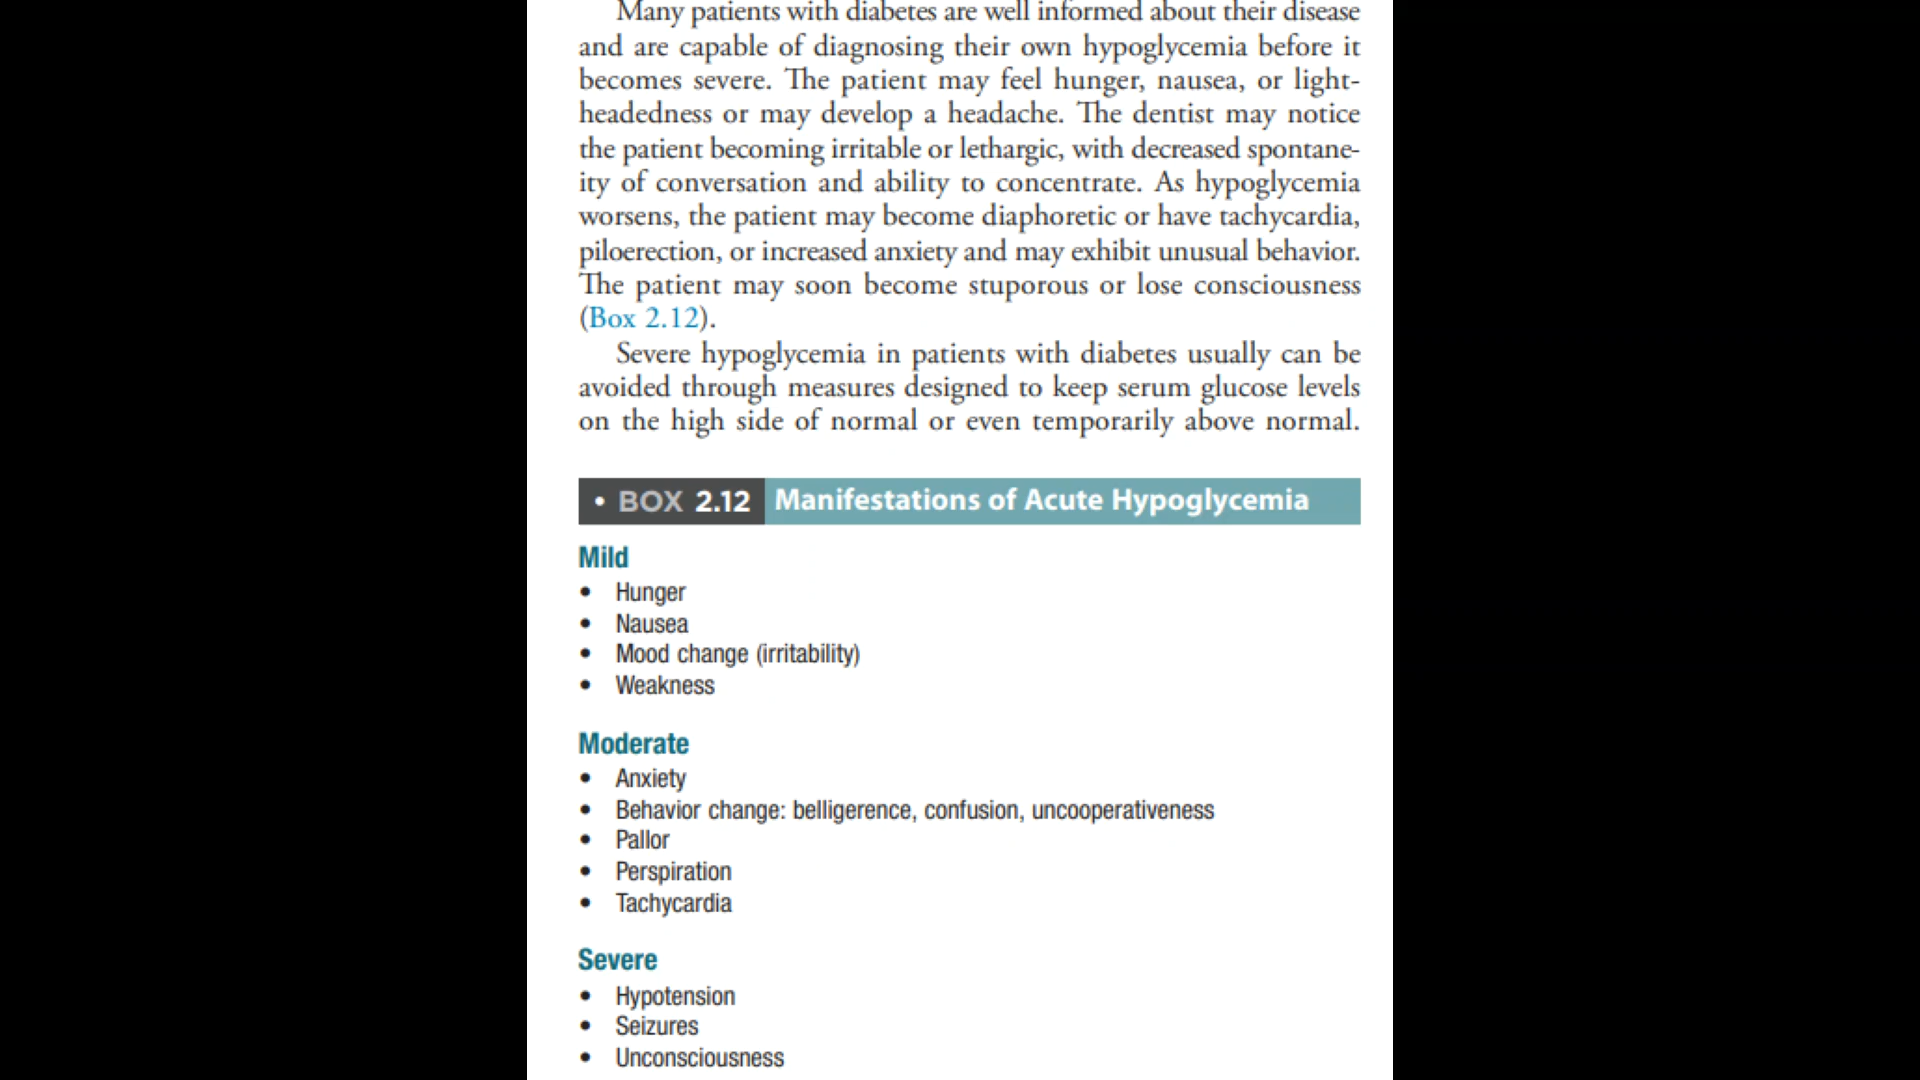 Many patients with diabetes are well informed about their disease
and are capable of diagnosing their own hypoglycemia before it
becomes severe. The patient may feel hunger, nausea, or light-
headedness or may develop a headache. The dentist may notice
the patient becoming irritable or lethargic, with decreased spontane-
ity of conversation and ability to concentrate. As hypoglycemia
worsens, the patient may become diaphoretic or have tachycardia,
piloerection, or increased anxiety and may exhibit unusual behavior.
The patient may soon become stuporous or lose consciousness
(Box 2.12).
Severe hypoglycemia in patients with diabetes usually can be
avoided through measures designed to keep serum glucose levels
on the high side of normal or even temporarily above normal.
• BOX 2.12 Manifestations of Acute Hypoglycemia
Mild
• Hunger
• Nausea
• Mood change (irritability)
• Weakness
Moderate
• Anxiety
• Behavior change: belligerence, confusion, uncooperativeness
• Pallor
• Perspiration
• Tachycardia
Severe
• Hypotension
• Seizures
• Unconsciousness